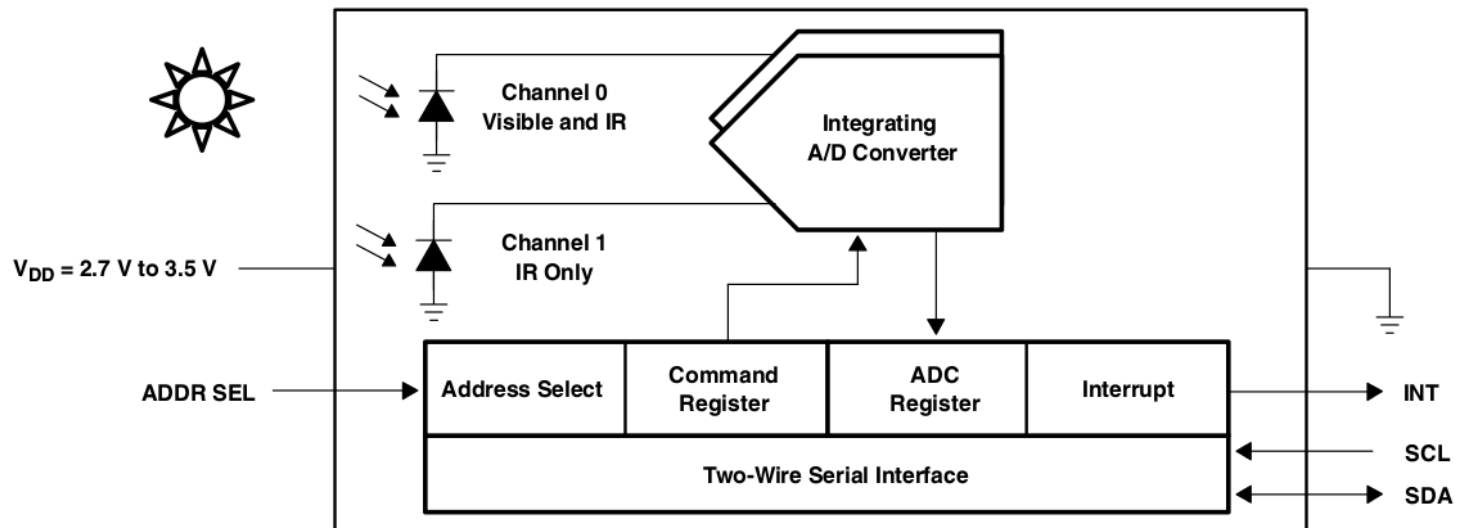 Channel 0
Visible and IR
Integrating
A/D Converter
Channel 1
IR Only
VDD = 2.7 V to 3.5 V
ADDR SEL
Address Select
Command
Register
ADC
Register
Interrupt
INT
Two-Wire Serial Interface
SCL
SDA